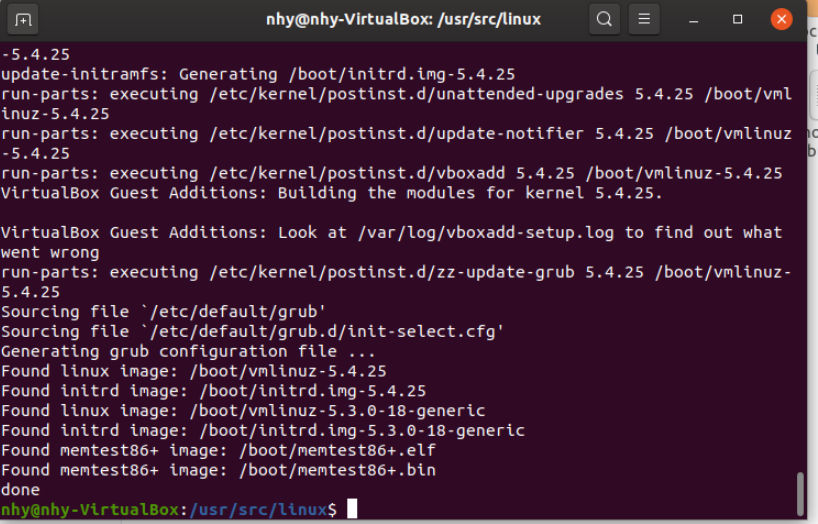 nhy@nhy-VirtualBox: /usr/src/linux
-5.4.25
update-initramfs: Generating /boot/initrd.img-5.4.25
run-parts: executing /etc/kernel/postinst.d/unattended-upgrades 5.4.25 /boot/vml
inuz-5.4.25
run-parts: executing /etc/kernel/postinst.d/update-notifier 5.4.25 /boot/vmlinuz
-5.4.25
run-parts: executing /etc/kernel/postinst.d/vboxadd 5.4.25 /boot/vmlinuz-5.4.25
VirtualBox Guest Additions: Building the modules for kernel 5.4.25.
VirtualBox Guest Additions: Look at /var/log/vboxadd-setup.log to find out what
went wrong
run-parts: executing /etc/kernel/postinst.d/zz-update-grub 5.4.25 /boot/vmlinuz-
5.4.25
Sourcing file `/etc/default/grub'
Sourcing file `/etc/default/grub.d/init-select.cfg'
Generating grub configuration file ...
Found linux image: /boot/vmlinuz-5.4.25
Found initrd image: /boot/initrd.img-5.4.25
Found linux image: /boot/vmlinuz-5.3.0-18-generic
Found initrd image: /boot/initrd.img-5.3.0-18-generic
Found memtest86+ image: /boot/memtest86+.elf
Found memtest86+ image: /boot/memtest86+.bin
done
nhy@nhy-VirtualBox:/usr/src/linux$